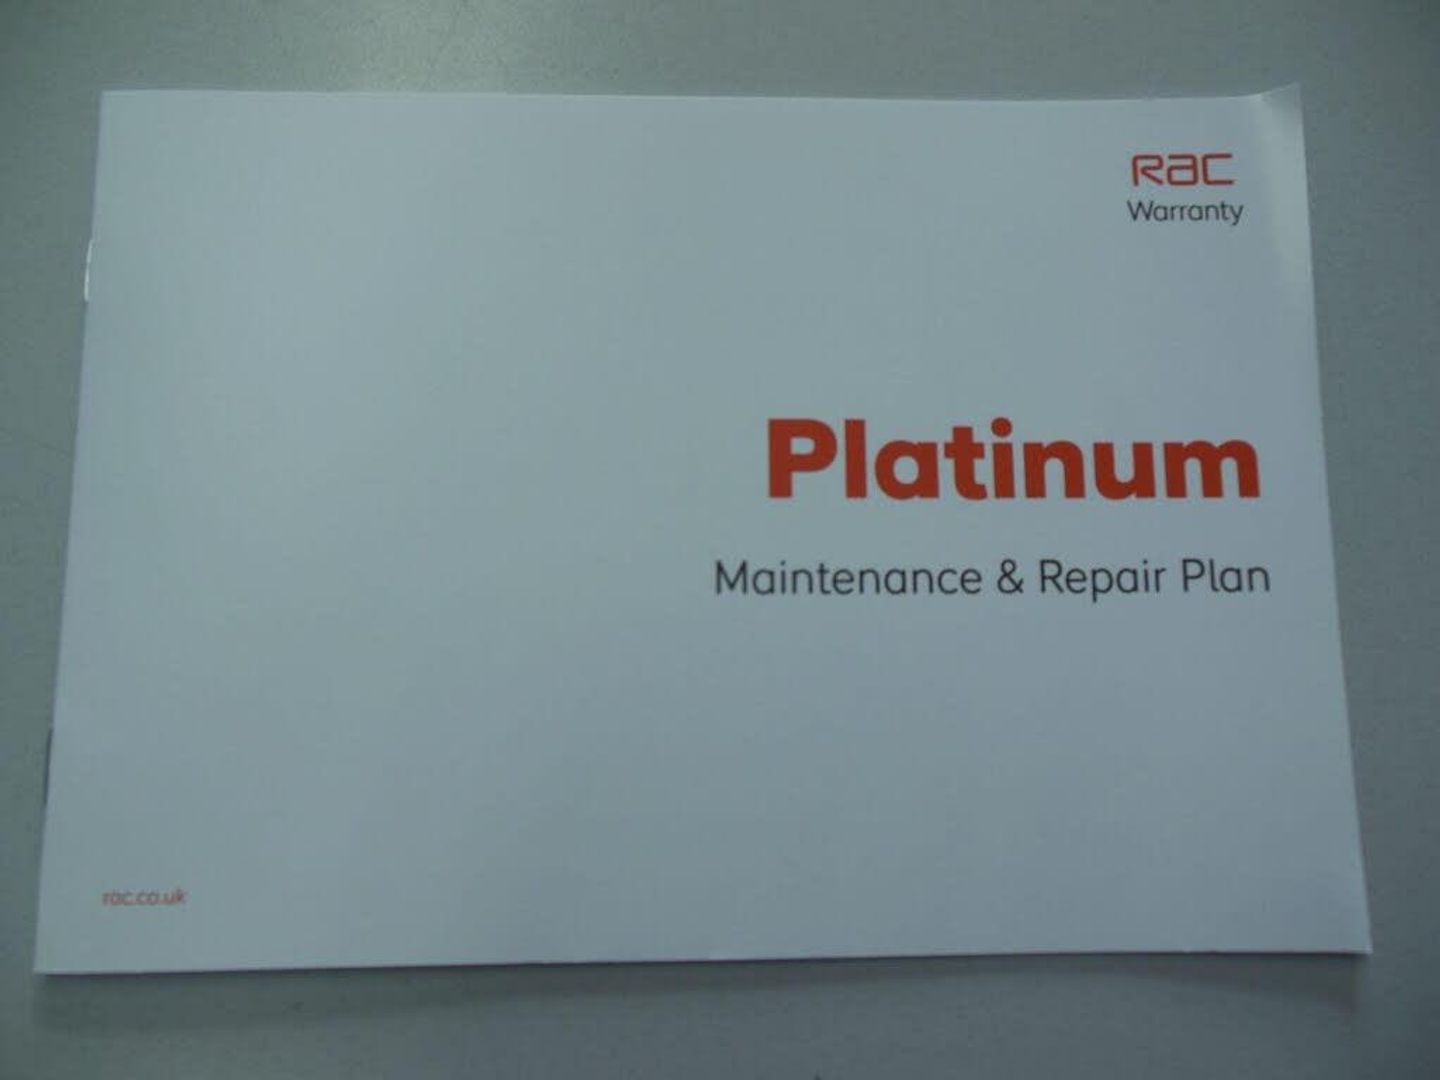 RAC
Warranty
Platinum
Maintenance & Repair Plan
rac.co.uk